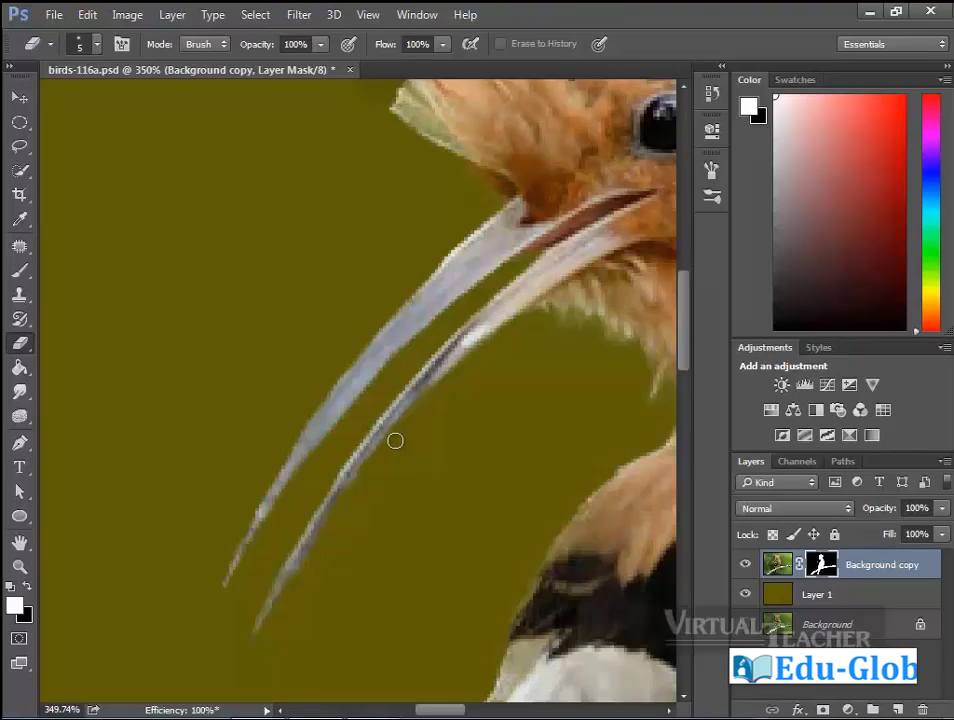 Ps File Edit Image Layer Type Select Filter 3D View Window Help
5 Mode: Brush Opacity: 100% Flow: 100% Erase to History Essentials
birds-116a.psd @ 350% (Background copy, Layer Mask/8) * ×
Color Swatches
Adjustments Styles
Add an adjustment
Layers Channels Paths
Kind
Normal Opacity: 100%
Lock: Fill: 100%
Background copy
Layer 1
Background
VIRTUAL TEACHER
Edu-Glob
349.74% Efficiency: 100%*